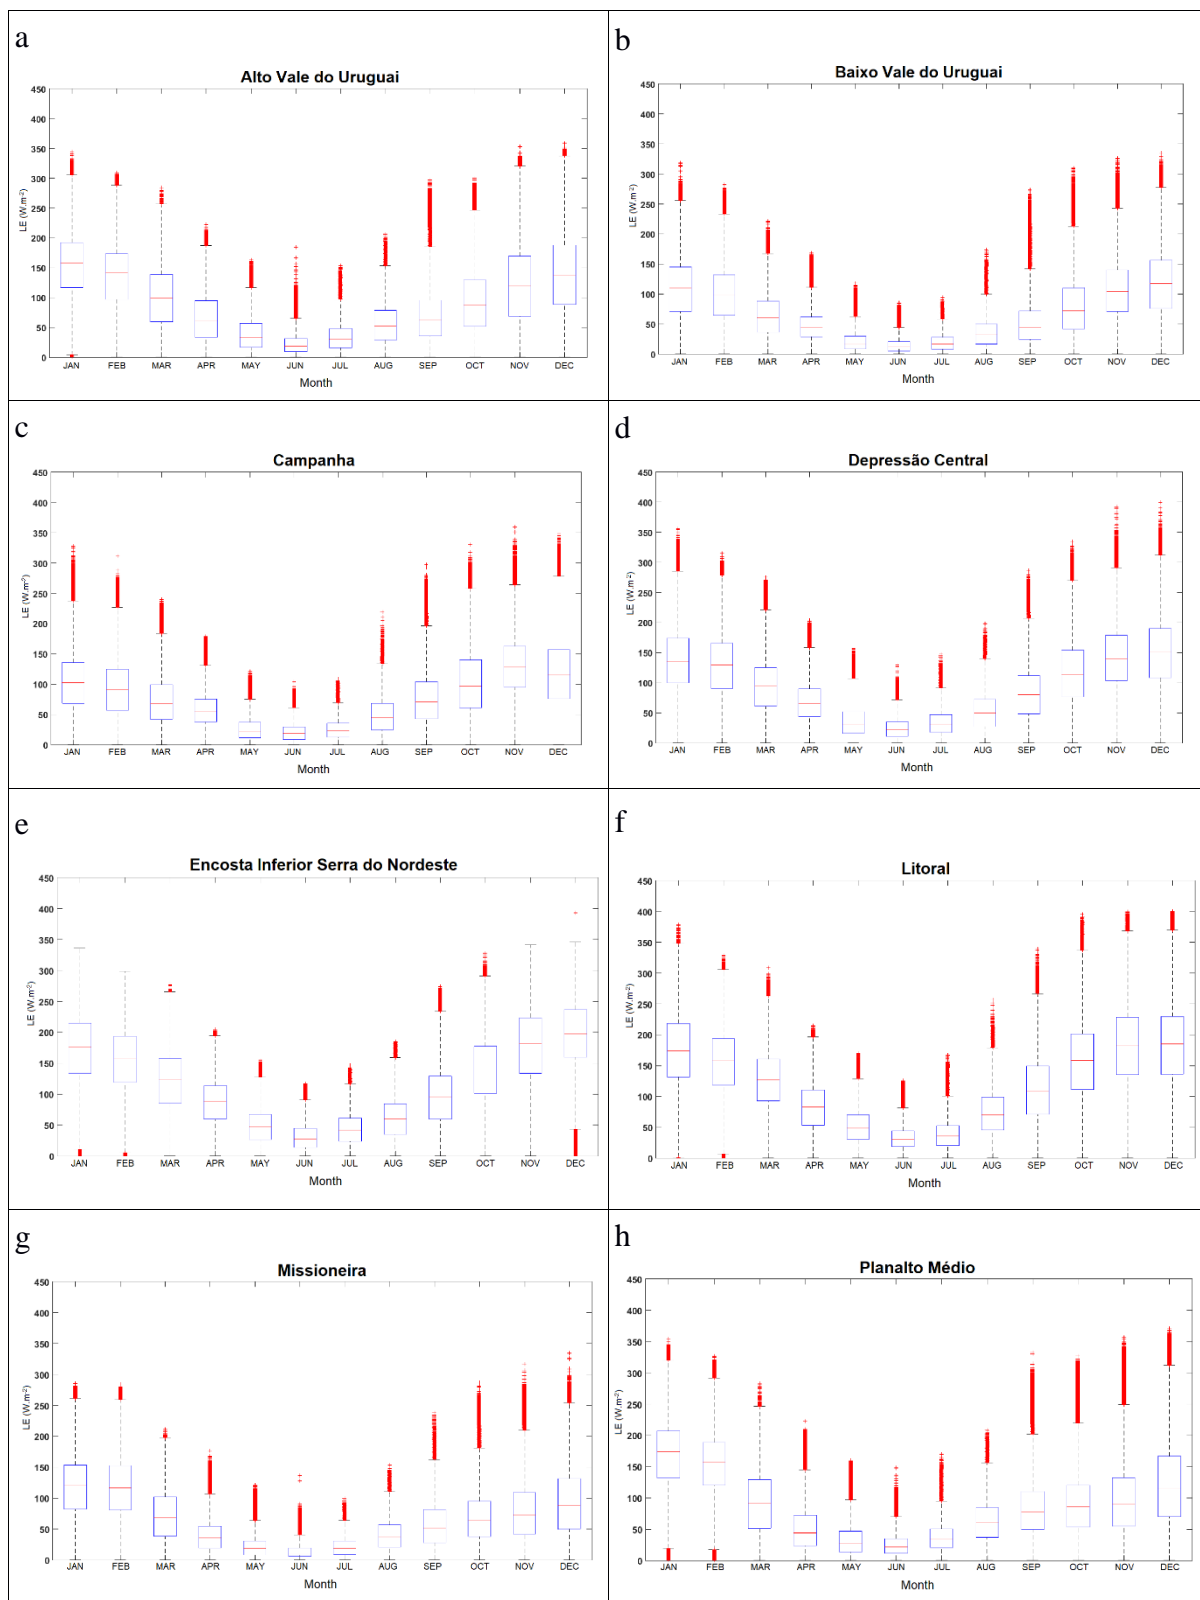 a
Alto Vale do Uruguai
450
400
350
300
250
200
150
100
50
0
LE (W.m-2)
JAN FEB MAR APR MAY JUN JUL AUG SEP OCT NOV DEC
Month
b
Baixo Vale do Uruguai
450
400
350
300
250
200
150
100
50
0
LE (W.m-2)
JAN FEB MAR APR MAY JUN JUL AUG SEP OCT NOV DEC
Month
c
Campanha
450
400
350
300
250
200
150
100
50
0
LE (W.m-2)
JAN FEB MAR APR MAY JUN JUL AUG SEP OCT NOV DEC
Month
d
Depressão Central
450
400
350
300
250
200
150
100
50
0
LE (W.m-2)
JAN FEB MAR APR MAY JUN JUL AUG SEP OCT NOV DEC
Month
e
Encosta Inferior Serra do Nordeste
450
400
350
300
250
200
150
100
50
0
LE (W.m-2)
JAN FEB MAR APR MAY JUN JUL AUG SEP OCT NOV DEC
Month
f
Litoral
450
400
350
300
250
200
150
100
50
0
LE (W.m-2)
JAN FEB MAR APR MAY JUN JUL AUG SEP OCT NOV DEC
Month
g
Missioneira
450
400
350
300
250
200
150
100
50
0
LE (W.m-2)
JAN FEB MAR APR MAY JUN JUL AUG SEP OCT NOV DEC
Month
h
Planalto Médio
450
400
350
300
250
200
150
100
50
0
LE (W.m-2)
JAN FEB MAR APR MAY JUN JUL AUG SEP OCT NOV DEC
Month